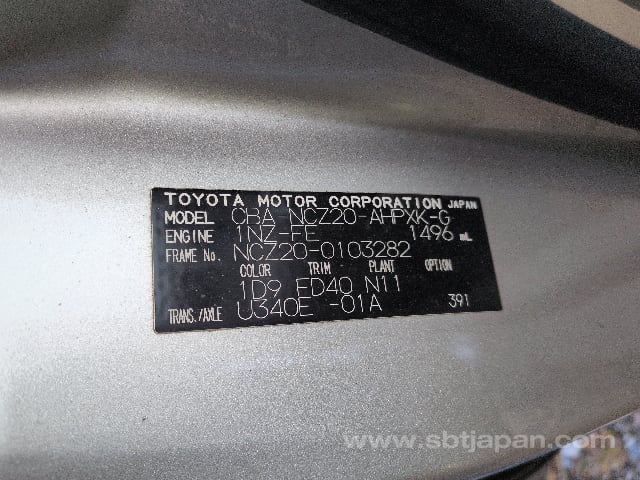 TOYOTA MOTOR CORPORATION JAPAN
MODEL CBA NCZ20-AHPXK-G
ENGINE 1NZ-FE 1496 mL
FRAME No. NCZ20-0103282
COLOR TRIM PLANT OPTION
1D9 FD40 N11
TRANS./AXLE U340E -01A 391
www.sbtjapan.com